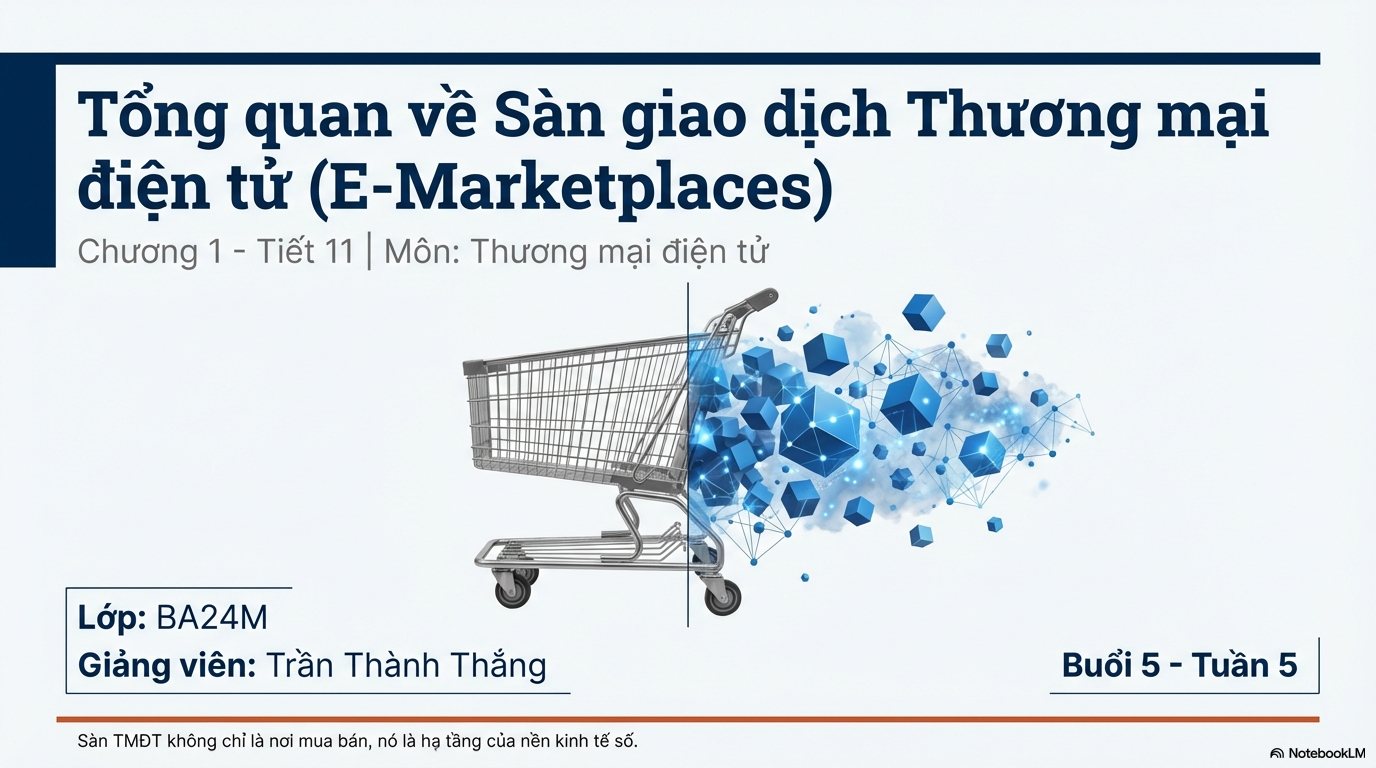 Tổng quan về Sàn giao dịch Thương mại
điện tử (E-Marketplaces)
Chương 1 - Tiết 11 | Môn: Thương mại điện tử
Lớp: BA24M
Giảng viên: Trần Thành Thắng
Buổi 5 - Tuần 5
Sàn TMĐT không chỉ là nơi mua bán, nó là hạ tầng của nền kinh tế số.
NotebookLM